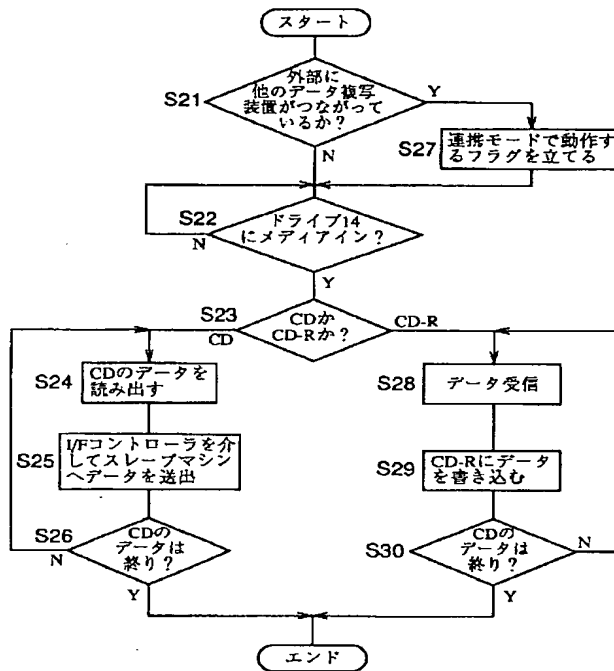 スタート
S21
外部に
他のデータ複写
装置がつながって
いるか?
Y
N
S27
連携モードで動作す
るフラグを立てる
S22
ドライブ14
にメディアイン?
N
Y
S23
CDか
CD-Rか?
CD
CD-R
S24
CDのデータを
読み出す
S28
データ受信
S25
I/Fコントローラを介
してスレーブマシン
へデータを送出
S29
CD-Rにデータ
を書き込む
S26
CDの
データは
終り?
N
Y
S30
CDの
データは
終り?
N
Y
エンド